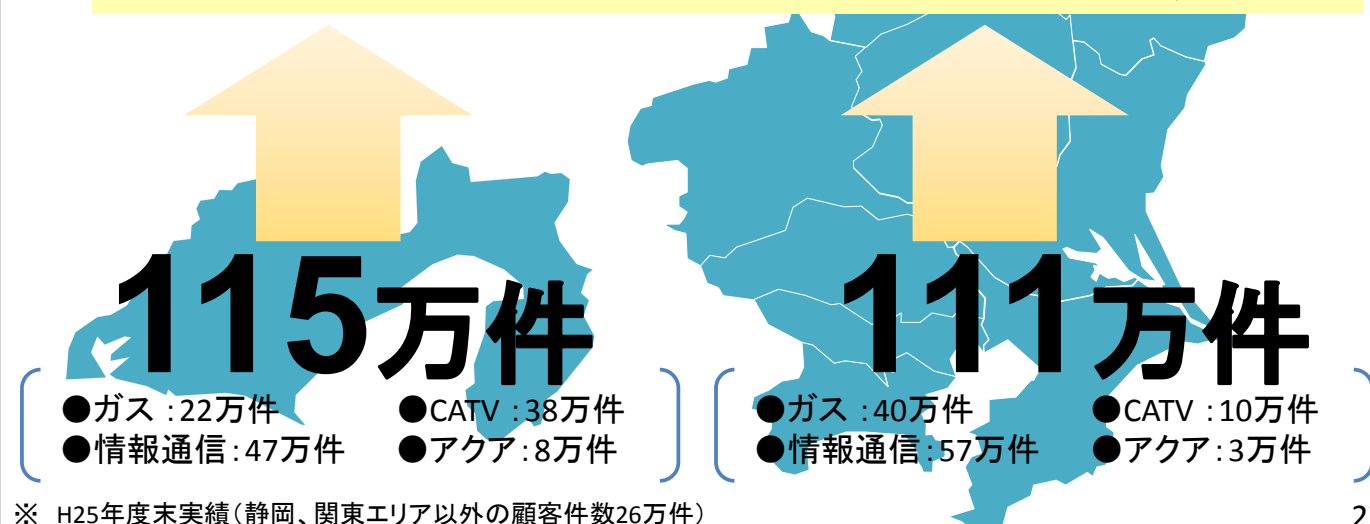 115万件
●ガス：22万件 ●CATV：38万件
●情報通信：47万件 ●アクア：8万件
111万件
●ガス：40万件 ●CATV：10万件
●情報通信：57万件 ●アクア：3万件
※ H25年度末実績（静岡、関東エリア以外の顧客件数26万件）
2